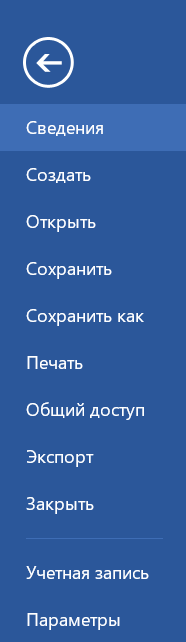 Сведения
Создать
Открыть
Сохранить
Сохранить как
Печать
Общий доступ
Экспорт
Закрыть
Учетная запись
Параметры